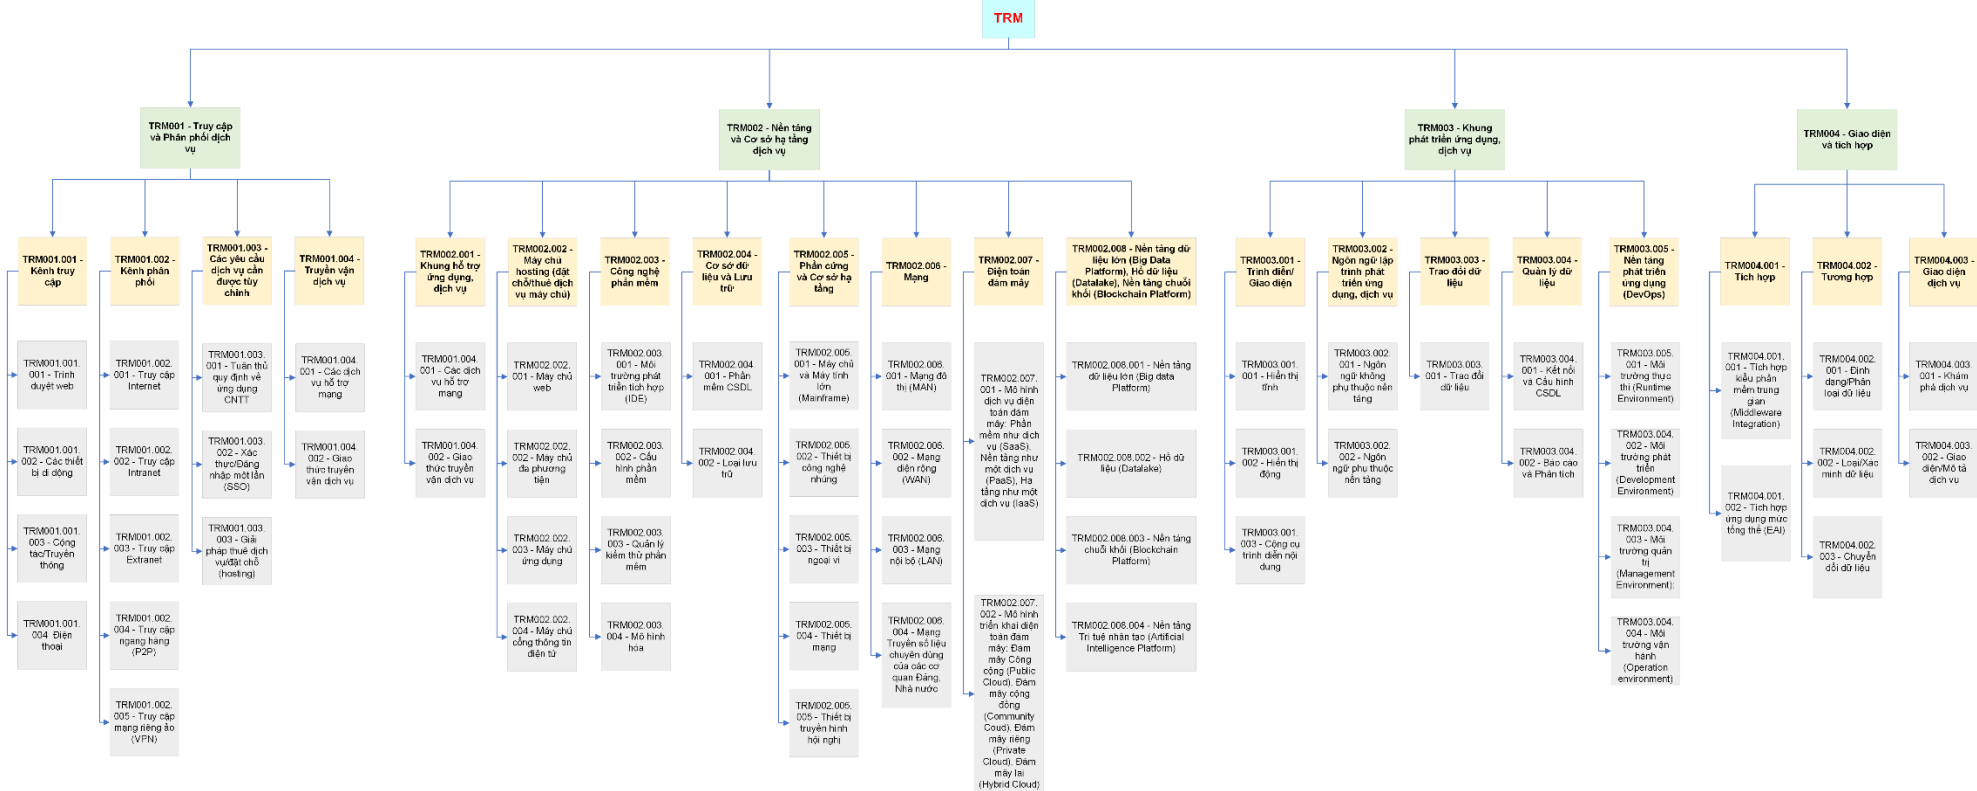 TRM
TRM001 - Truy cập
và Phân phối dịch
vụ
TRM002 - Nền tảng
và Cơ sở hạ tầng
dịch vụ
TRM003 - Khung
phát triển ứng dụng,
dịch vụ
TRM004 - Giao diện
và tích hợp
TRM001.001 -
Kênh truy
cập
TRM001.002 -
Kênh phân
phối
TRM001.003 -
Các yêu cầu
dịch vụ cần
được tùy
chỉnh
TRM001.004 -
Truyền vận
dịch vụ
TRM002.001 -
Khung hỗ trợ
ứng dụng,
dịch vụ
TRM002.002 -
Máy chủ
hosting (đặt
chỗ/thuê dịch
vụ máy chủ)
TRM002.003 -
Công nghệ
phần mềm
TRM002.004 -
Cơ sở dữ
liệu và Lưu
trữ
TRM002.005 -
Phần cứng
và Cơ sở hạ
tầng
TRM002.006 -
Mạng
TRM002.007 -
Điện toán
đám mây
TRM002.008 - Nền tảng dữ
liệu lớn (Big Data
Platform), Hồ dữ liệu
(Datalake), Nền tảng chuỗi
khối (Blockchain Platform)
TRM003.001 -
Trình diễn/
Giao diện
TRM003.002 -
Ngôn ngữ lập
trình phát
triển ứng
dụng, dịch vụ
TRM003.003 -
Trao đổi dữ
liệu
TRM003.004 -
Quản lý dữ
liệu
TRM003.005 -
Nền tảng
phát triển
ứng dụng
(DevOps)
TRM004.001 -
Tích hợp
TRM004.002 -
Tương hợp
TRM004.003 -
Giao diện
dịch vụ
TRM001.001.
001 - Trình
duyệt web
TRM001.001.
002 - Các thiết
bị di động
TRM001.001.
003 - Cộng
tác/Truyền
thông
TRM001.001.
004 Điện
thoại
TRM001.002.
001 - Truy cập
Internet
TRM001.002.
002 - Truy cập
Intranet
TRM001.002.
003 - Truy cập
Extranet
TRM001.002.
004 - Truy cập
ngang hàng
(P2P)
TRM001.002.
005 - Truy cập
mạng riêng ảo
(VPN)
TRM001.003.
001 - Tuân thủ
quy định về
ứng dụng
CNTT
TRM001.003.
002 - Xác
thực/Đăng
nhập một lần
(SSO)
TRM001.003.
003 - Giải
pháp thuê dịch
vụ/đặt chỗ
(hosting)
TRM001.004.
001 - Các dịch
vụ hỗ trợ
mạng
TRM001.004.
002 - Giao
thức truyền
vận dịch vụ
TRM001.004.
001 - Các dịch
vụ hỗ trợ
mạng
TRM001.004.
002 - Giao
thức truyền
vận dịch vụ
TRM002.002.
001 - Máy chủ
web
TRM002.002.
002 - Máy chủ
đa phương
tiện
TRM002.002.
003 - Máy chủ
ứng dụng
TRM002.002.
004 - Máy chủ
cổng thông tin
điện tử
TRM002.003.
001 - Môi
trường phát
triển tích hợp
(IDE)
TRM002.003.
002 - Cấu
hình phần
mềm
TRM002.003.
003 - Quản lý
kiểm thử phần
mềm
TRM002.003.
004 - Mô hình
hóa
TRM002.004.
001 - Phần
mềm CSDL
TRM002.004.
002 - Loại lưu
trữ
TRM002.005.
001 - Máy chủ
và Máy tính
lớn
(Mainframe)
TRM002.005.
002 - Thiết bị
công nghệ
nhúng
TRM002.005.
003 - Thiết bị
ngoại vi
TRM002.005.
004 - Thiết bị
mạng
TRM002.005.
005 - Thiết bị
truyền hình
hội nghị
TRM002.006.
001 - Mạng đô
thị (MAN)
TRM002.006.
002 - Mạng
diện rộng
(WAN)
TRM002.006.
003 - Mạng
nội bộ (LAN)
TRM002.006.
004 - Mạng
Truyền số liệu
chuyên dùng
của các cơ
quan Đảng,
Nhà nước
TRM002.007.
001 - Mô hình
dịch vụ điện
toán đám
mây: Phần
mềm như dịch
vụ (SaaS),
Nền tảng như
một dịch vụ
(PaaS), Hạ
tầng như một
dịch vụ (IaaS)
TRM002.007.
002 - Mô hình
triển khai điện
toán đám
mây: Đám
mây Công
cộng (Public
Cloud), Đám
mây cộng
đồng
(Community
Coud), Đám
mây riêng
(Private
Cloud), Đám
mây lai
(Hybrid Cloud)
TRM002.008.001 - Nền tảng
dữ liệu lớn (Big data
Platform)
TRM002.008.002 - Hồ dữ
liệu (Datalake)
TRM002.008.003 - Nền tảng
chuỗi khối (Blockchain
Platform)
TRM002.008.004 - Nền tảng
Trí tuệ nhân tạo (Artificial
Intelligence Platform)
TRM003.001.
001 - Hiển thị
tĩnh
TRM003.001.
002 - Hiển thị
động
TRM003.001.
003 - Công cụ
trình diễn nội
dung
TRM003.002.
001 - Ngôn
ngữ không
phụ thuộc nền
tảng
TRM003.002.
002 - Ngôn
ngữ phụ thuộc
nền tảng
TRM003.003.
001 - Trao đổi
dữ liệu
TRM003.004.
001 - Kết nối
và Cấu hình
CSDL
TRM003.004.
002 - Báo cáo
và Phân tích
TRM003.005.
001 - Môi
trường thực
thi (Runtime
Environment)
TRM003.004.
002 - Môi
trường phát
triển
(Development
Environment)
TRM003.004.
003 - Môi
trường quản
trị
(Management
Environment);
TRM003.004.
004 - Môi
trường vận
hành
(Operation
environment)
TRM004.001.
001 - Tích hợp
kiểu phần
mềm trung
gian
(Middleware
Integration)
TRM004.001.
002 - Tích hợp
ứng dụng mức
tổng thể (EAI)
TRM004.002.
001 - Định
dạng/Phân
loại dữ liệu
TRM004.002.
002 - Loại/Xác
minh dữ liệu
TRM004.002.
003 - Chuyển
đổi dữ liệu
TRM004.003.
001 - Khám
phá dịch vụ
TRM004.003.
002 - Giao
diện/Mô tả
dịch vụ